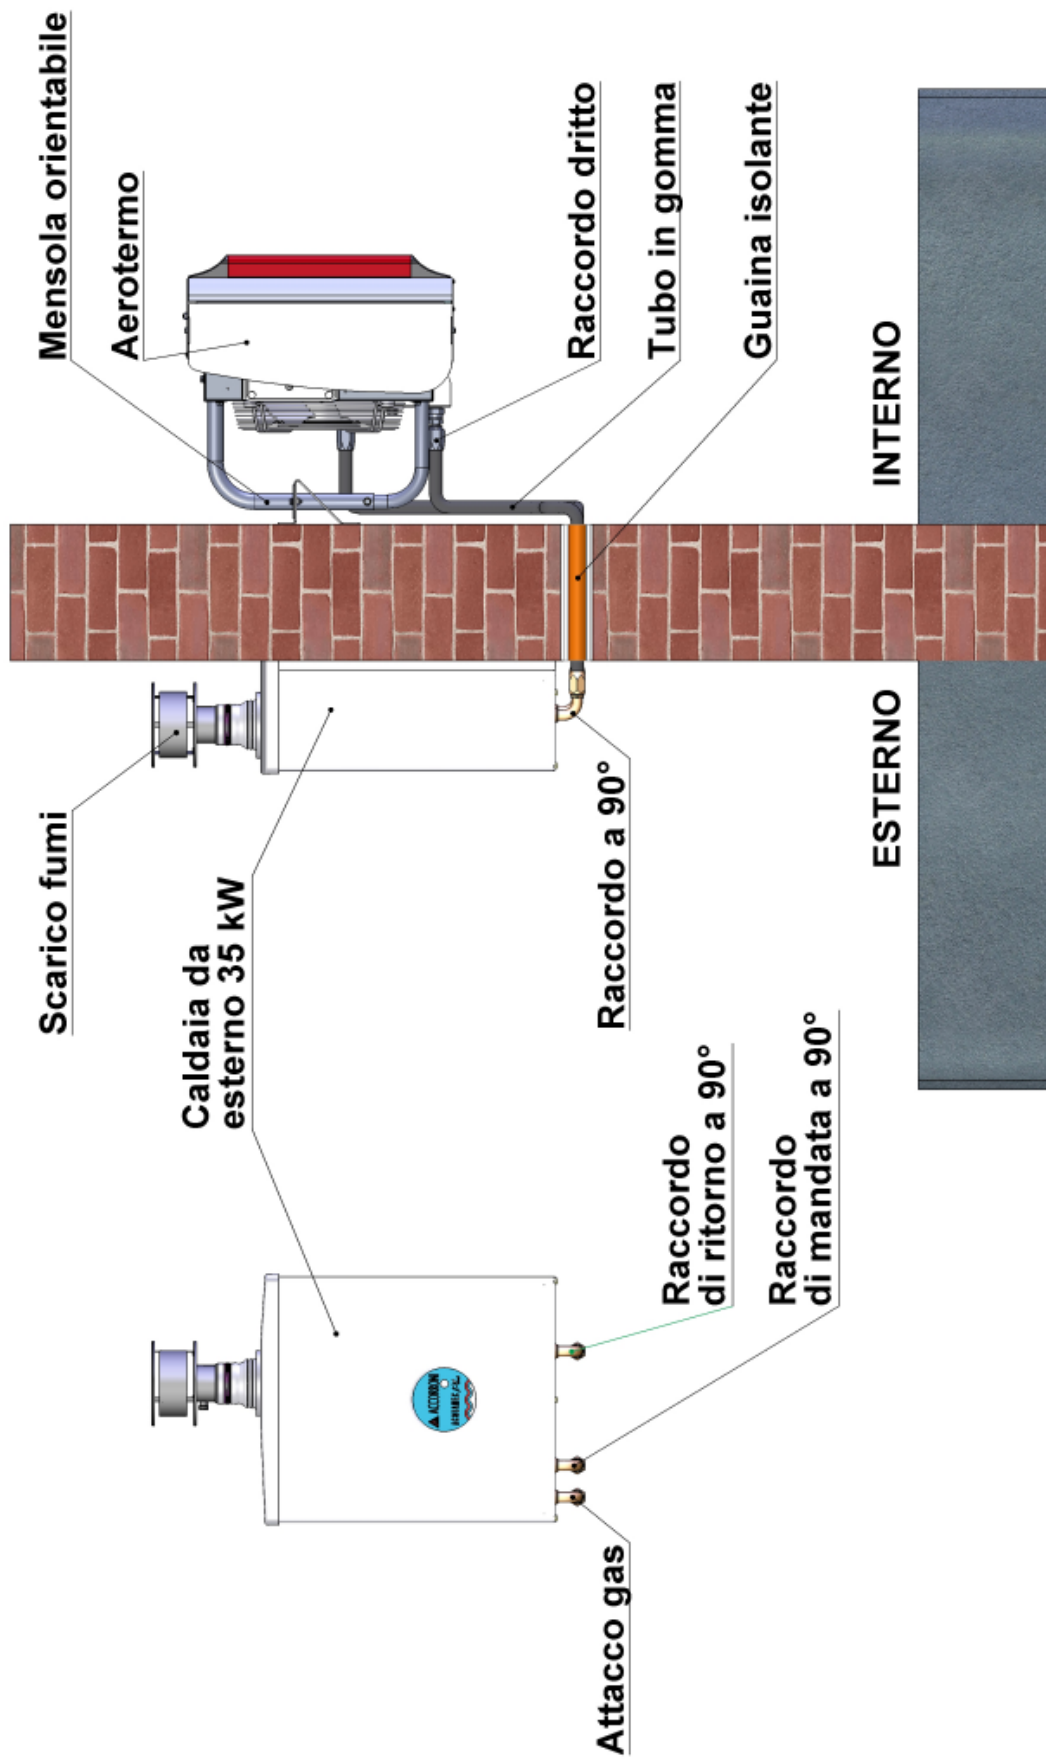 Scarico fumi
Mensola orientabile
Aerotermo
Caldaia da
esterno 35 kW
ACCORRONI
Raccordo dritto
Raccordo a 90°
Tubo in gomma
Attacco gas
Raccordo
di ritorno a 90°
Guaina isolante
Raccordo
di mandata a 90°
ESTERNO
INTERNO